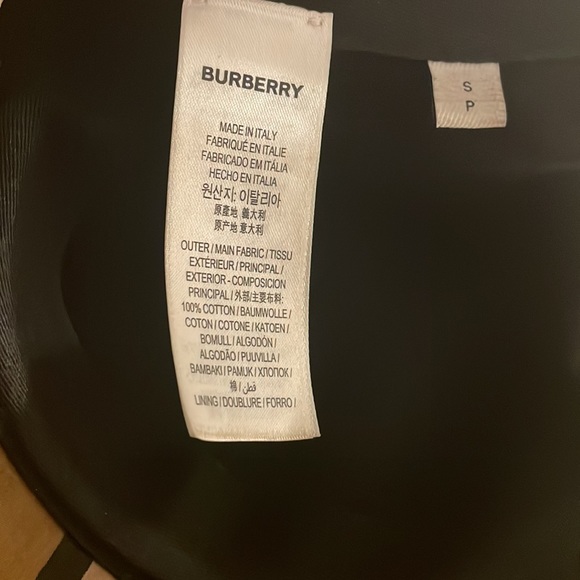 BURBERRY
MADE IN ITALY
FABRIQUÉ EN ITALIE
FABRICADO EM ITÁLIA
HECHO EN ITALIA
원산지: 이탈리아
原產地 義大利
原产地 意大利
OUTER / MAIN FABRIC / TISSU
EXTÉRIEUR / PRINCIPAL /
EXTERIOR - COMPOSICION
PRINCIPAL / 外部/主要布料:
100% COTTON / BAUMWOLLE /
COTON / COTONE / KATOEN /
BOMULL / ALGODÓN /
ALGODÃO / PUUVILLA /
BAMBAKI / PAMUK / ХЛОПОК /
棉 / قطن /
LINING / DOUBLURE / FORRO /
S
P